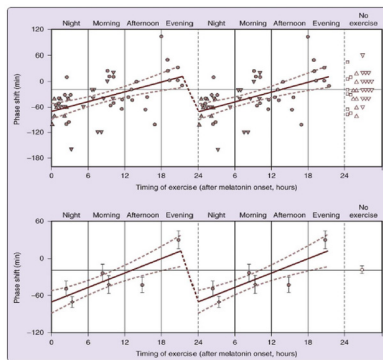 Night Morning Afternoon Evening Night Morning Afternoon Evening No exercise
120
60
0
-60
-120
-180
Phase shift (min)
0 6 12 18 24 6 12 18 24
Timing of exercise (after melatonin onset, hours)
Night Morning Afternoon Evening Night Morning Afternoon Evening No exercise
60
0
-60
-120
Phase shift (min)
0 6 12 18 24 6 12 18 24
Timing of exercise (after melatonin onset, hours)